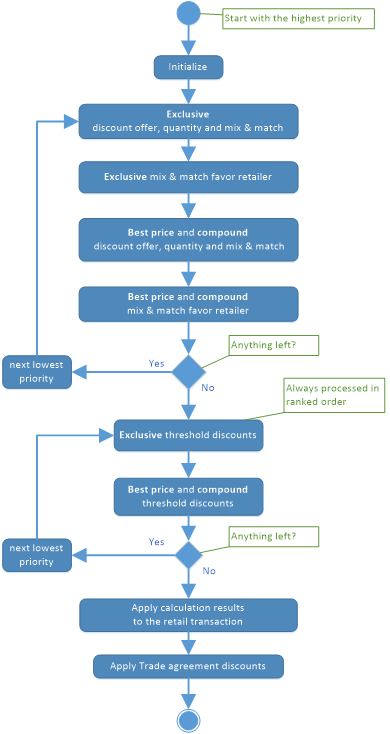 Start with the highest priority
Initialize
Exclusive
discount offer, quantity and mix & match
Exclusive mix & match favor retailer
Best price and compound
discount offer, quantity and mix & match
Best price and compound
mix & match favor retailer
Anything left?
Yes
next lowest
priority
No
Always processed in
ranked order
Exclusive threshold discounts
Best price and compound
threshold discounts
Anything left?
Yes
next lowest
priority
No
Apply calculation results
to the retail transaction
Apply Trade agreement discounts